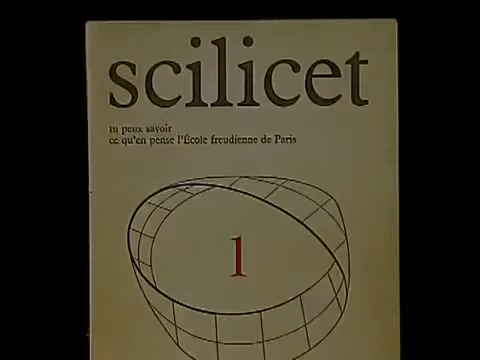 scilicet
tu peux savoir
ce qu'en pense l'École freudienne de Paris
1